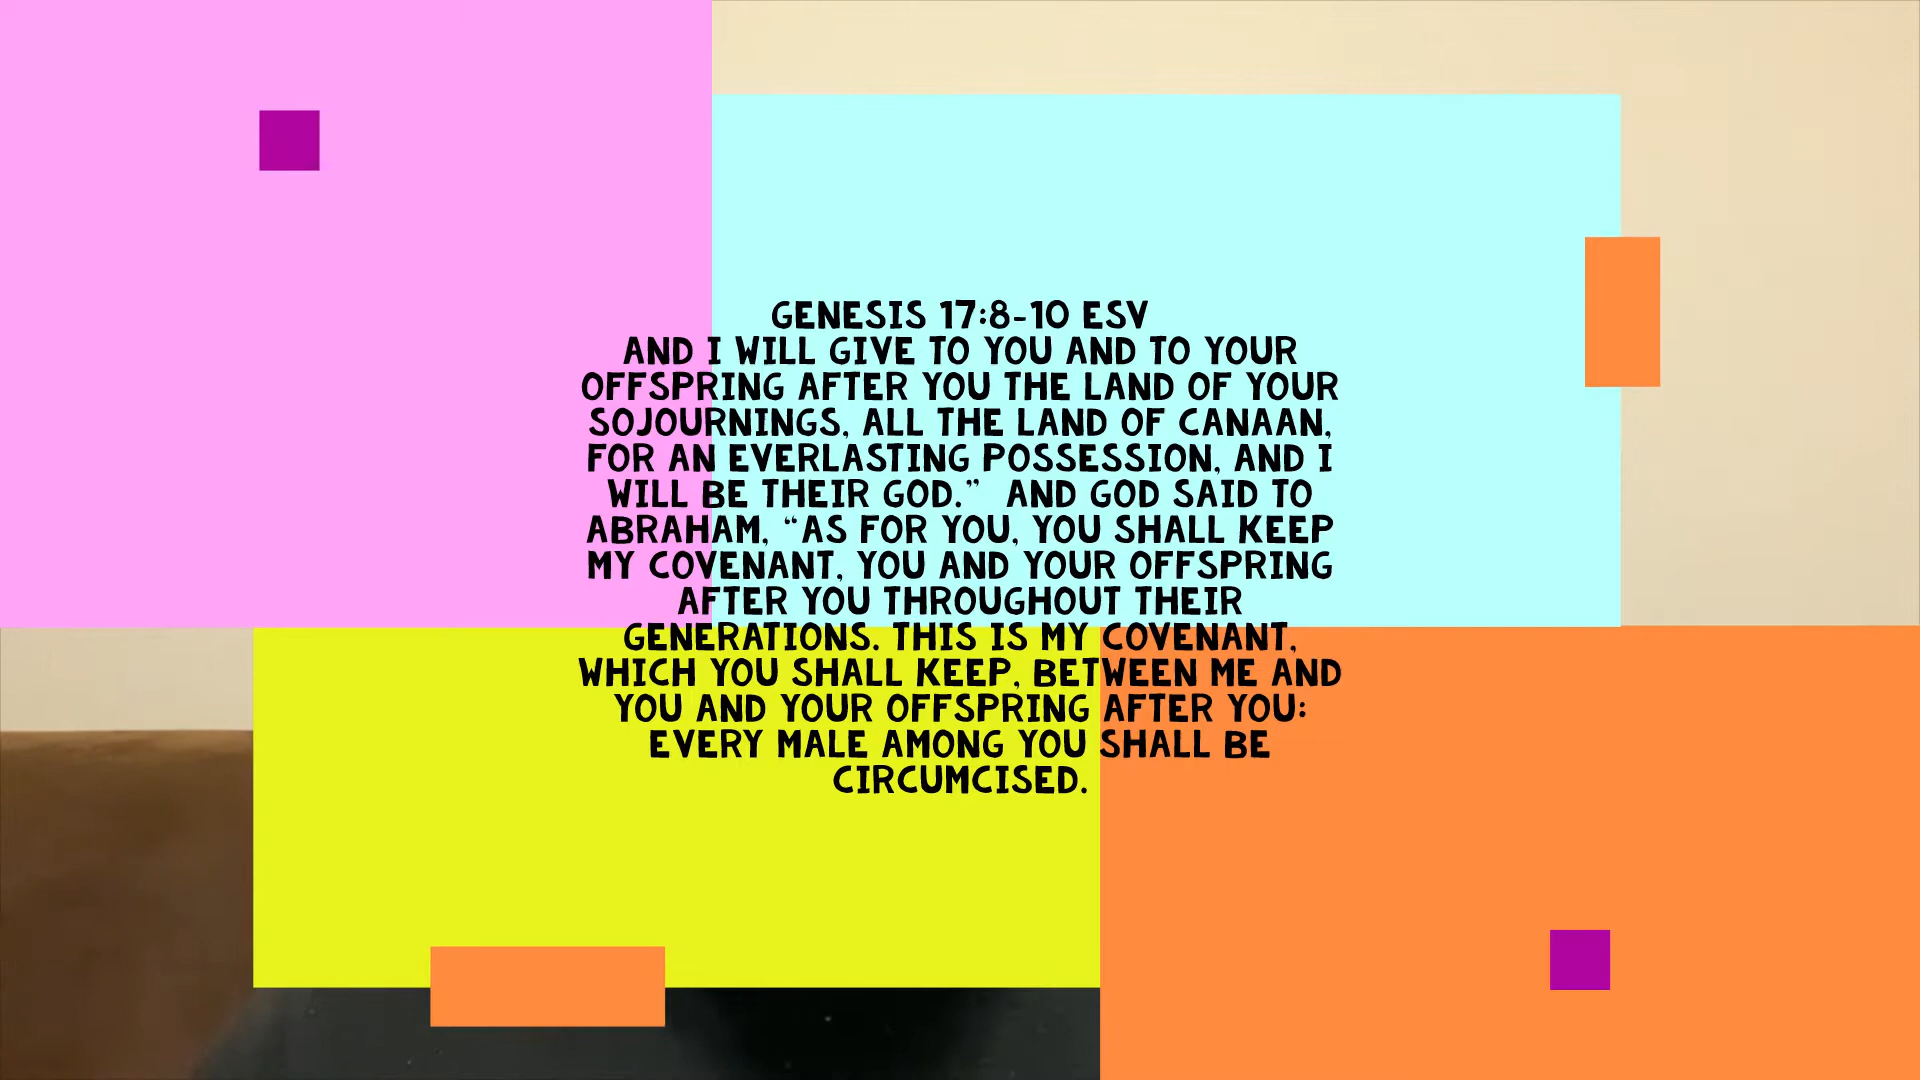 GENESIS 17:8-10 ESV
AND I WILL GIVE TO YOU AND TO YOUR
OFFSPRING AFTER YOU THE LAND OF YOUR
SOJOURNINGS, ALL THE LAND OF CANAAN,
FOR AN EVERLASTING POSSESSION, AND I
WILL BE THEIR GOD.”  AND GOD SAID TO
ABRAHAM, “AS FOR YOU, YOU SHALL KEEP
MY COVENANT, YOU AND YOUR OFFSPRING
AFTER YOU THROUGHOUT THEIR
GENERATIONS. THIS IS MY COVENANT,
WHICH YOU SHALL KEEP, BETWEEN ME AND
YOU AND YOUR OFFSPRING AFTER YOU:
EVERY MALE AMONG YOU SHALL BE
CIRCUMCISED.